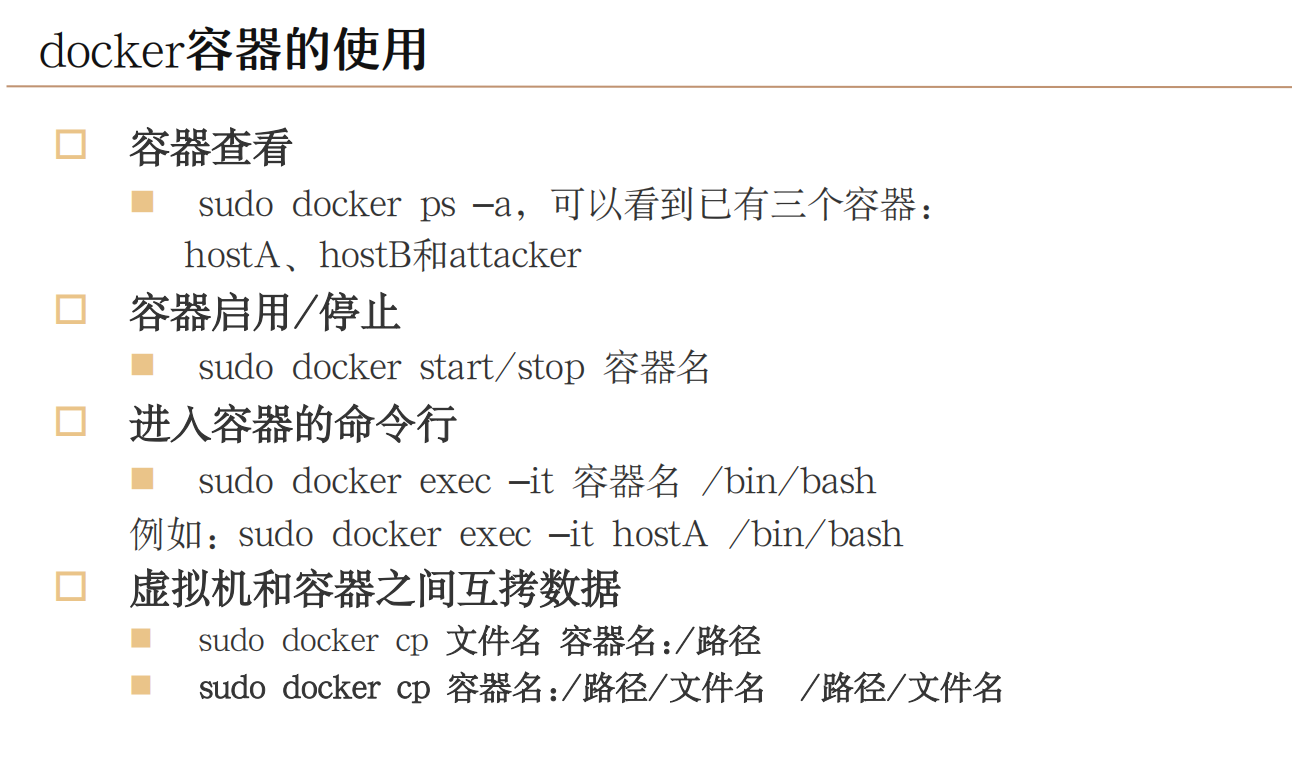 docker容器的使用
容器查看
sudo docker ps –a，可以看到已有三个容器：
hostA、hostB和attacker
容器启用/停止
sudo docker start/stop 容器名
进入容器的命令行
sudo docker exec –it 容器名 /bin/bash
例如：sudo docker exec –it hostA /bin/bash
虚拟机和容器之间互拷数据
sudo docker cp 文件名 容器名:/路径
sudo docker cp 容器名:/路径/文件名 /路径/文件名